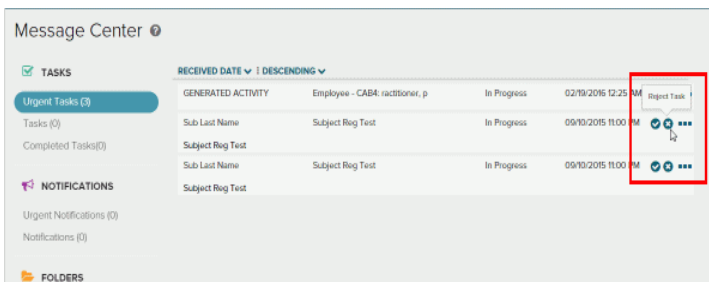 Message Center
TASKS
RECEIVED DATE DESCENDING
Urgent Tasks (3)
GENERATED ACTIVITY Employee - CAB4: ractitioner, p In Progress 02/19/2016 12:25 AM
Reject Task
Tasks (0)
Sub Last Name Subject Reg Test In Progress 09/10/2015 11:00 PM
Completed Tasks(0)
Subject Reg Test
Sub Last Name Subject Reg Test In Progress 09/10/2015 11:00 PM
NOTIFICATIONS
Subject Reg Test
Urgent Notifications (0)
Notifications (0)
FOLDERS